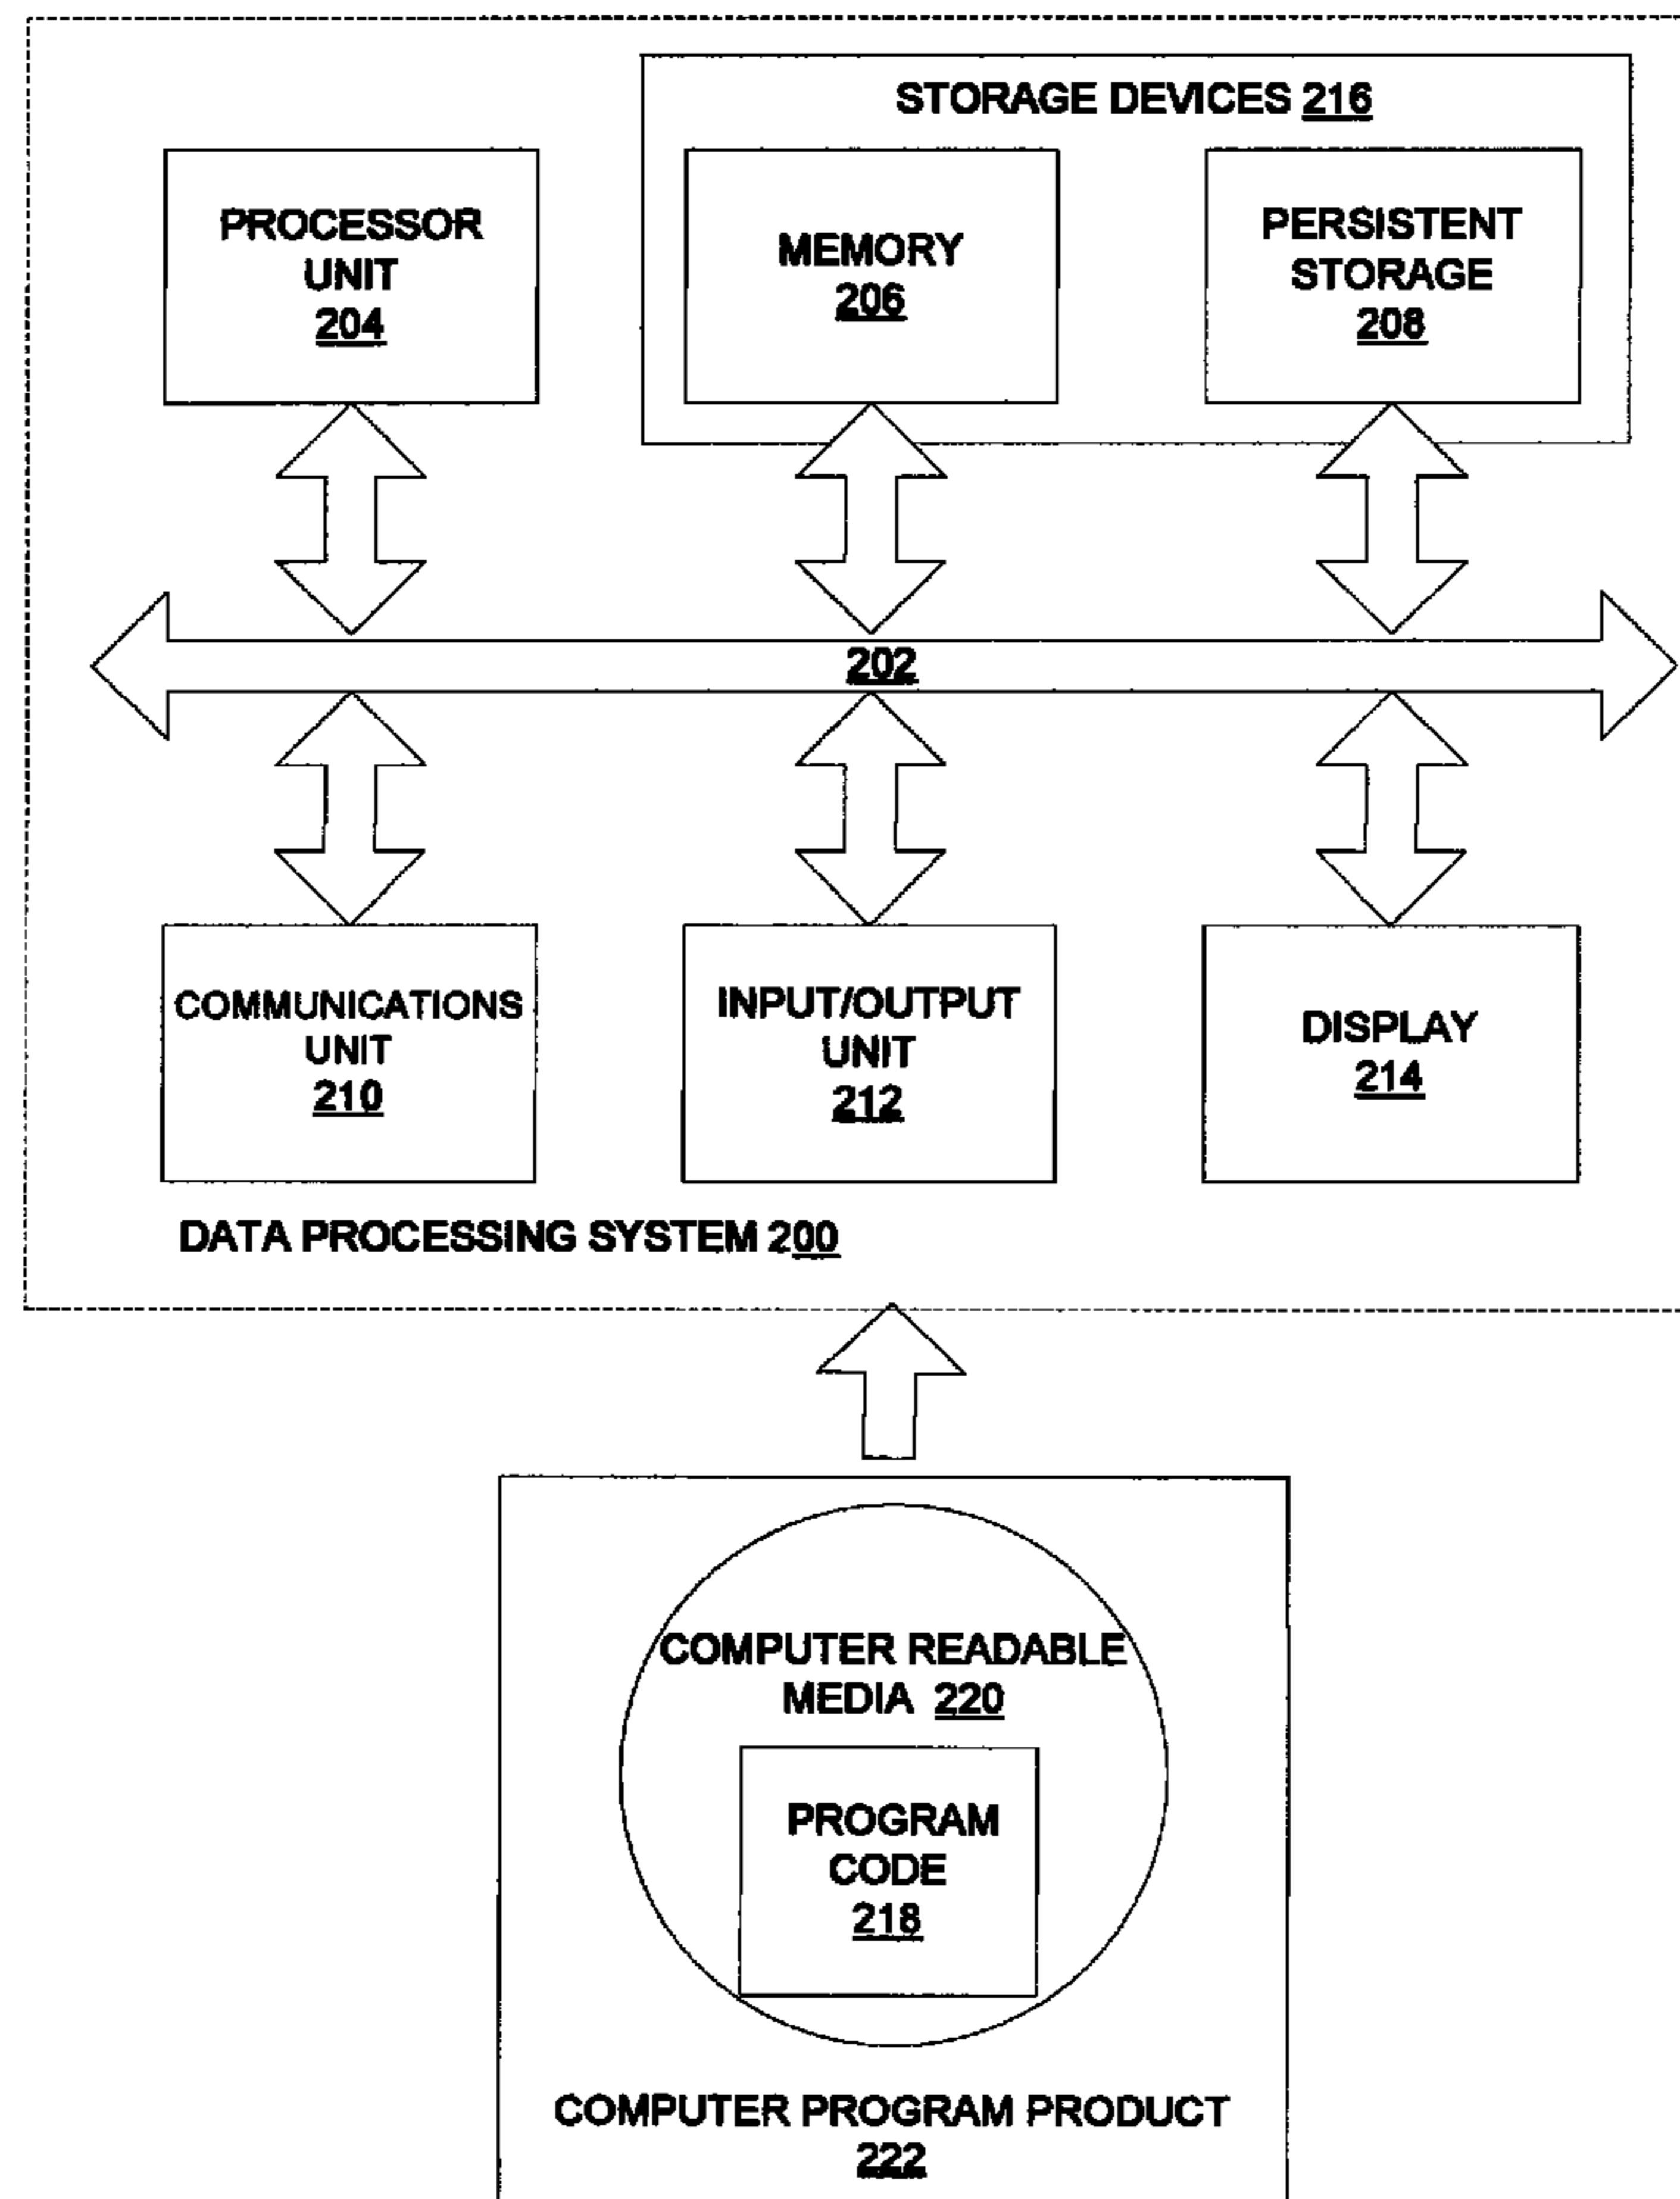 STORAGE DEVICES 216
PROCESSOR
UNIT
204
MEMORY
206
PERSISTENT
STORAGE
208
202
COMMUNICATIONS
UNIT
210
INPUT/OUTPUT
UNIT
212
DISPLAY
214
DATA PROCESSING SYSTEM 200
COMPUTER READABLE
MEDIA 220
PROGRAM
CODE
218
COMPUTER PROGRAM PRODUCT
222